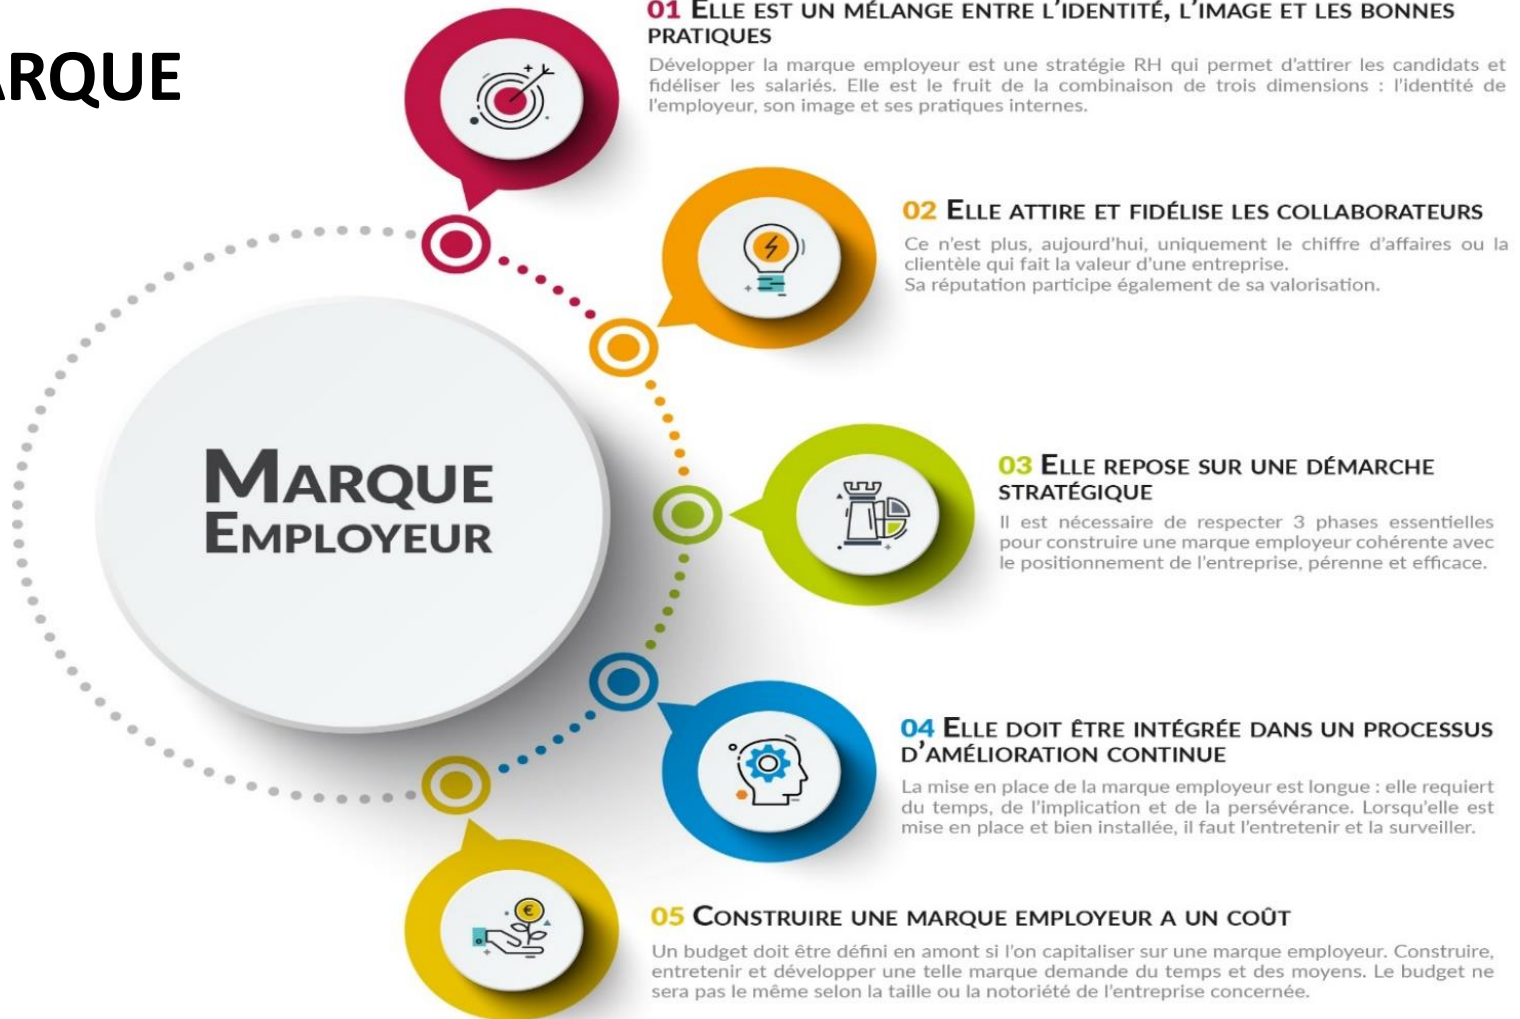 ARQUE
01 ELLE EST UN MÉLANGE ENTRE L'IDENTITÉ, L'IMAGE ET LES BONNES
PRATIQUES
Développer la marque employeur est une stratégie RH qui permet d'attirer les candidats et
fidéliser les salariés. Elle est le fruit de la combinaison de trois dimensions : l'identité de
l'employeur, son image et ses pratiques internes.
02 ELLE ATTIRE ET FIDÉLISE LES COLLABORATEURS
Ce n'est plus, aujourd'hui, uniquement le chiffre d'affaires ou la
clientèle qui fait la valeur d'une entreprise.
Sa réputation participe également de sa valorisation.
MARQUE
EMPLOYEUR
03 ELLE REPOSE SUR UNE DÉMARCHE
STRATÉGIQUE
Il est nécessaire de respecter 3 phases essentielles
pour construire une marque employeur cohérente avec
le positionnement de l'entreprise, pérenne et efficace.
04 ELLE DOIT ÊTRE INTÉGRÉE DANS UN PROCESSUS
D'AMÉLIORATION CONTINUE
La mise en place de la marque employeur est longue : elle requiert
du temps, de l'implication et de la persévérance. Lorsqu'elle est
mise en place et bien installée, il faut l'entretenir et la surveiller.
€
05 CONSTRUIRE UNE MARQUE EMPLOYEUR A UN COÛT
Un budget doit être défini en amont si l'on capitaliser sur une marque employeur. Construire,
entretenir et développer une telle marque demande du temps et des moyens. Le budget ne
sera pas le même selon la taille ou la notoriété de l'entreprise concernée.